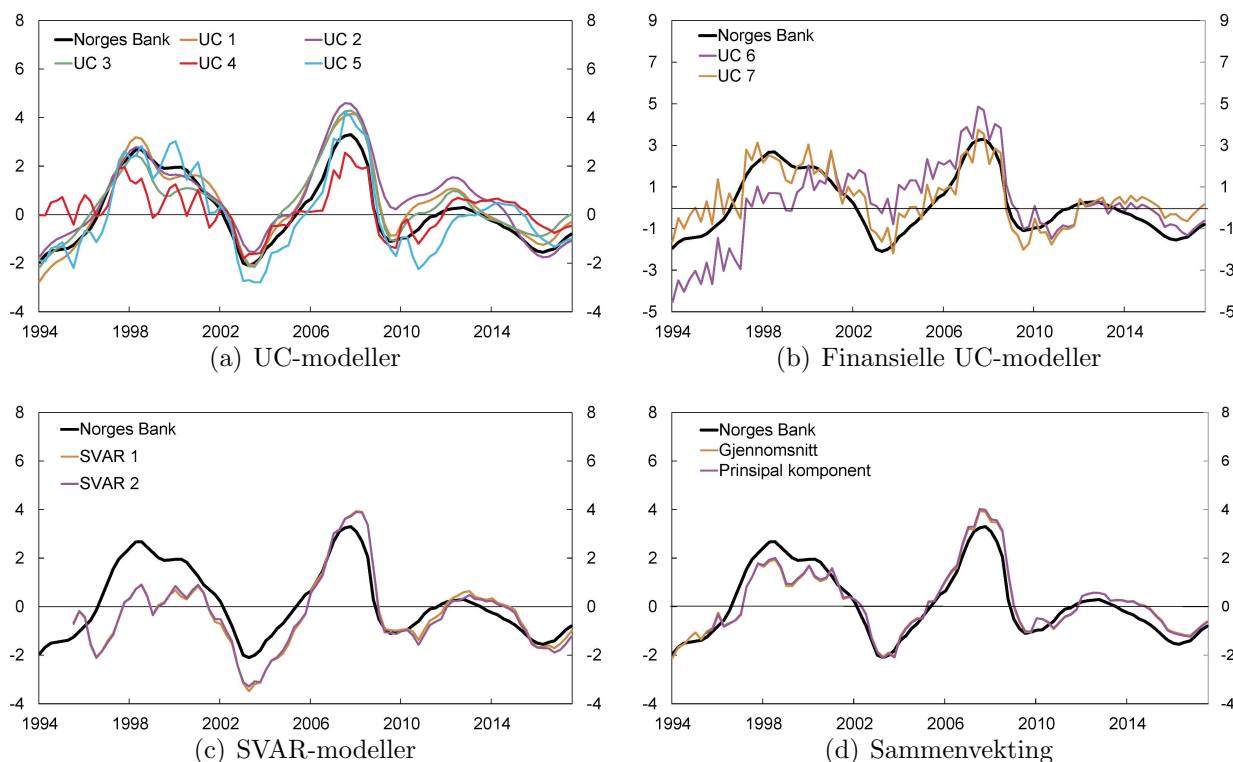 8 8
6 6
4 4
2 2
0 0
-2 -2
-4 -4
Norges Bank UC 1 UC 2
UC 3 UC 4 UC 5
1994 1998 2002 2006 2010 2014
(a) UC-modeller
9 9
7 7
5 5
3 3
1 1
-1 -1
-3 -3
-5 -5
Norges Bank
UC 6
UC 7
1994 1998 2002 2006 2010 2014
(b) Finansielle UC-modeller
8 8
6 6
4 4
2 2
0 0
-2 -2
-4 -4
Norges Bank
SVAR 1
SVAR 2
1994 1998 2002 2006 2010 2014
(c) SVAR-modeller
8 8
6 6
4 4
2 2
0 0
-2 -2
-4 -4
Norges Bank
Gjennomsnitt
Prinsipal komponent
1994 1998 2002 2006 2010 2014
(d) Sammenvekting